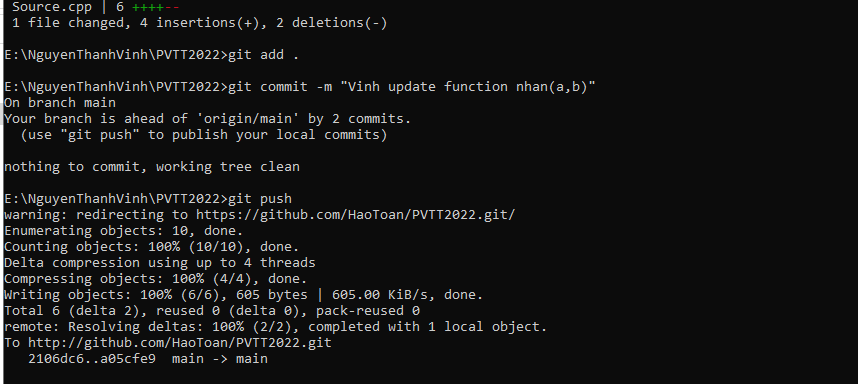 Source.cpp | 6 ++++--
1 file changed, 4 insertions(+), 2 deletions(-)
E:\NguyenThanhVinh\PVTT2022>git add .
E:\NguyenThanhVinh\PVTT2022>git commit -m "Vinh update function nhan(a,b)"
On branch main
Your branch is ahead of 'origin/main' by 2 commits.
(use "git push" to publish your local commits)
nothing to commit, working tree clean
E:\NguyenThanhVinh\PVTT2022>git push
warning: redirecting to https://github.com/HaoToan/PVTT2022.git/
Enumerating objects: 10, done.
Counting objects: 100% (10/10), done.
Delta compression using up to 4 threads
Compressing objects: 100% (4/4), done.
Writing objects: 100% (6/6), 605 bytes | 605.00 KiB/s, done.
Total 6 (delta 2), reused 0 (delta 0), pack-reused 0
remote: Resolving deltas: 100% (2/2), completed with 1 local object.
To http://github.com/HaoToan/PVTT2022.git
2106dc6..a05cfe9  main -> main